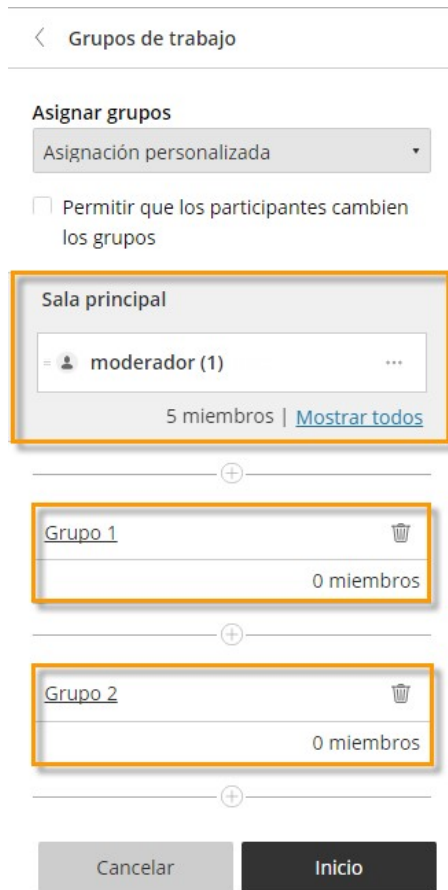 Grupos de trabajo
Asignar grupos
Asignación personalizada
Permitir que los participantes cambien
los grupos
Sala principal
moderador (1)
5 miembros | Mostrar todos
Grupo 1
0 miembros
Grupo 2
0 miembros
Cancelar Inicio